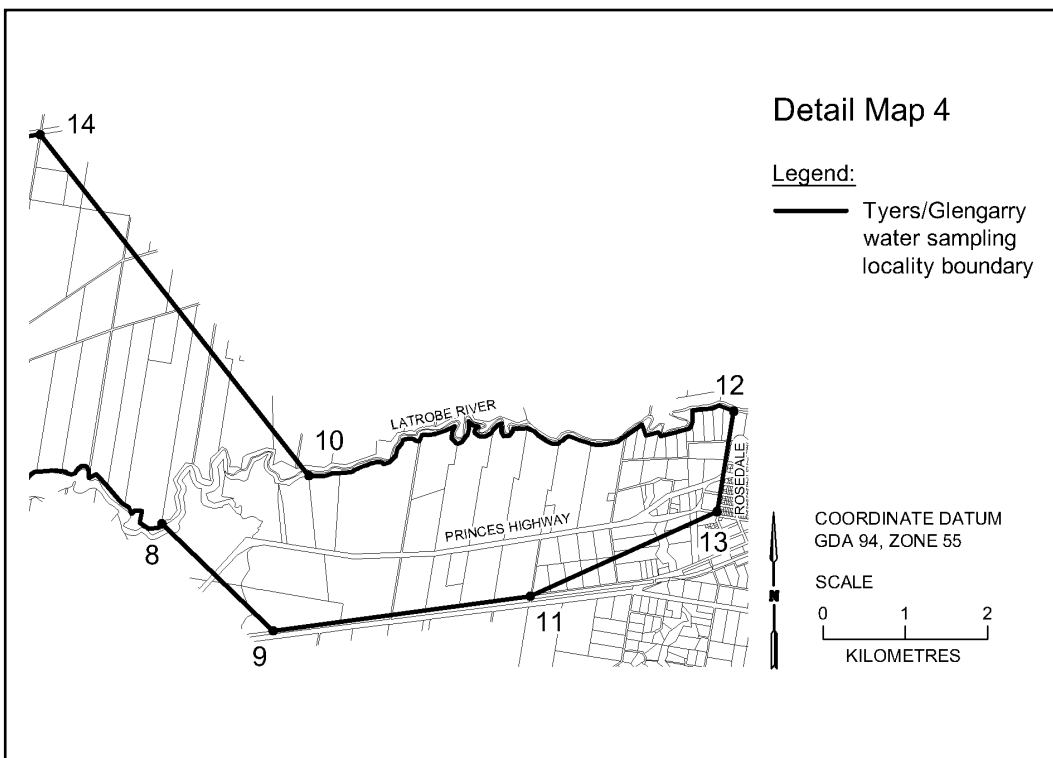 Detail Map 4
Legend:
Tyers/Glengarry
water sampling
locality boundary
14
12
LATROBE RIVER
10
ROSEDALE
PRINCES HIGHWAY
8
13
11
9
COORDINATE DATUM
GDA 94, ZONE 55
SCALE
N
0 1 2
KILOMETRES